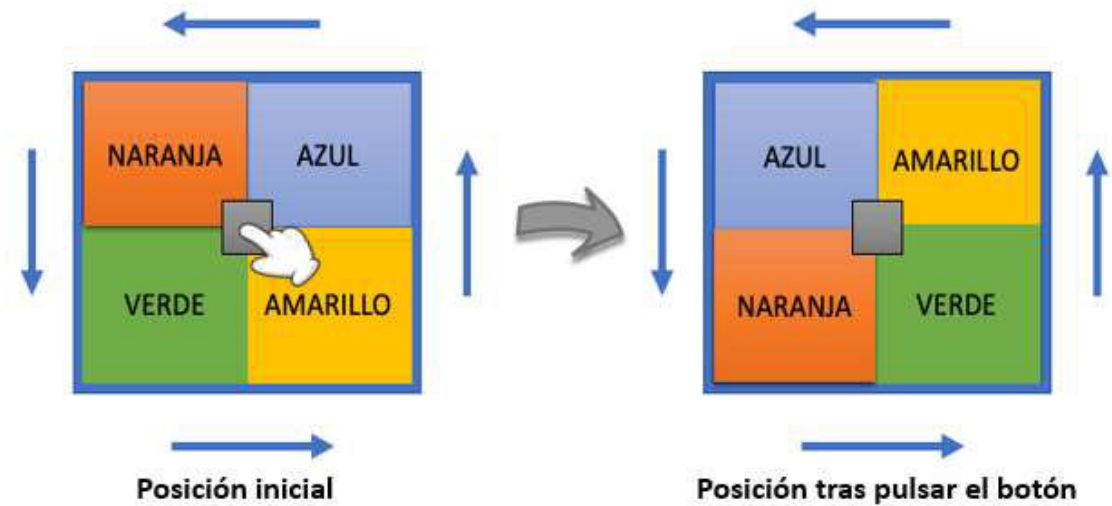 NARANJA AZUL
VERDE AMARILLO
Posición inicial
AZUL AMARILLO
NARANJA VERDE
Posición tras pulsar el botón